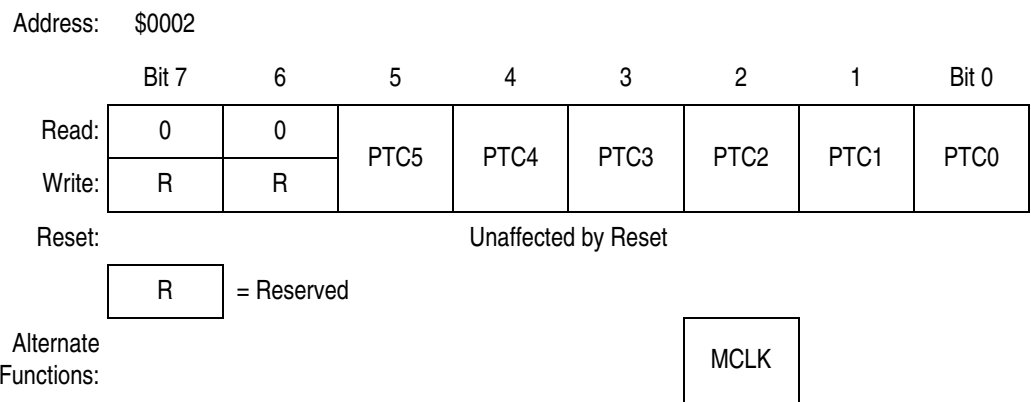 Address: $0002
Bit 7 6 5 4 3 2 1 Bit 0
Read: 0 0 PTC5 PTC4 PTC3 PTC2 PTC1 PTC0
Write: R R
Reset: Unaffected by Reset
R = Reserved
Alternate
Functions: MCLK